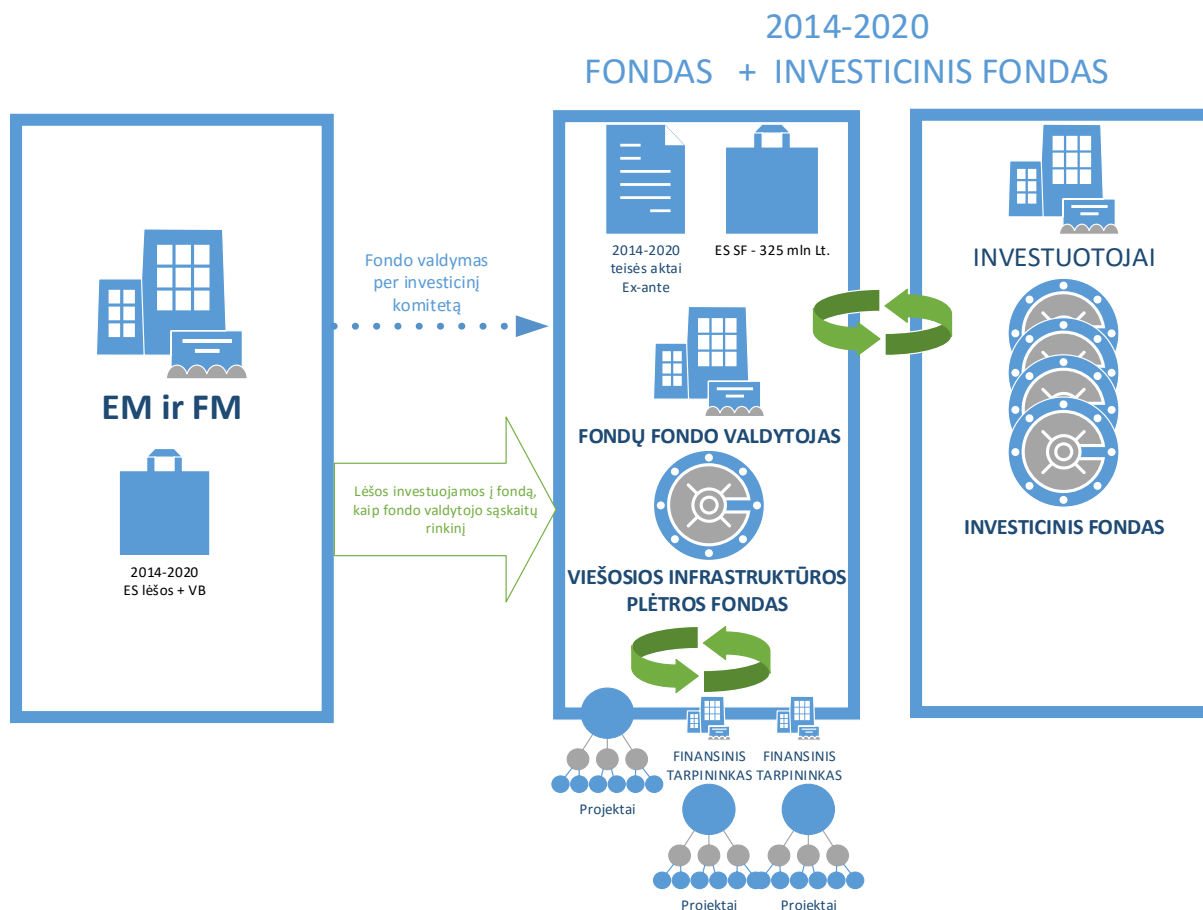 2014-2020
FONDAS + INVESTICINIS FONDAS
EM ir FM
2014-2020
ES lėšos + VB
Fondo valdymas
per investicinį
komitetą
Lėšos investuojamos į fondą,
kaip fondo valdytojo sąskaitų
rinkinį
2014-2020
teisės aktai
Ex-ante
ES SF - 325 mln Lt.
FONDŲ FONDO VALDYTOJAS
VIEŠOSIOS INFRASTRUKTŪROS
PLĖTROS FONDAS
INVESTUOTOJAI
INVESTICINIS FONDAS
Projektai
FINANSINIS
TARPININKAS
Projektai
FINANSINIS
TARPININKAS
Projektai